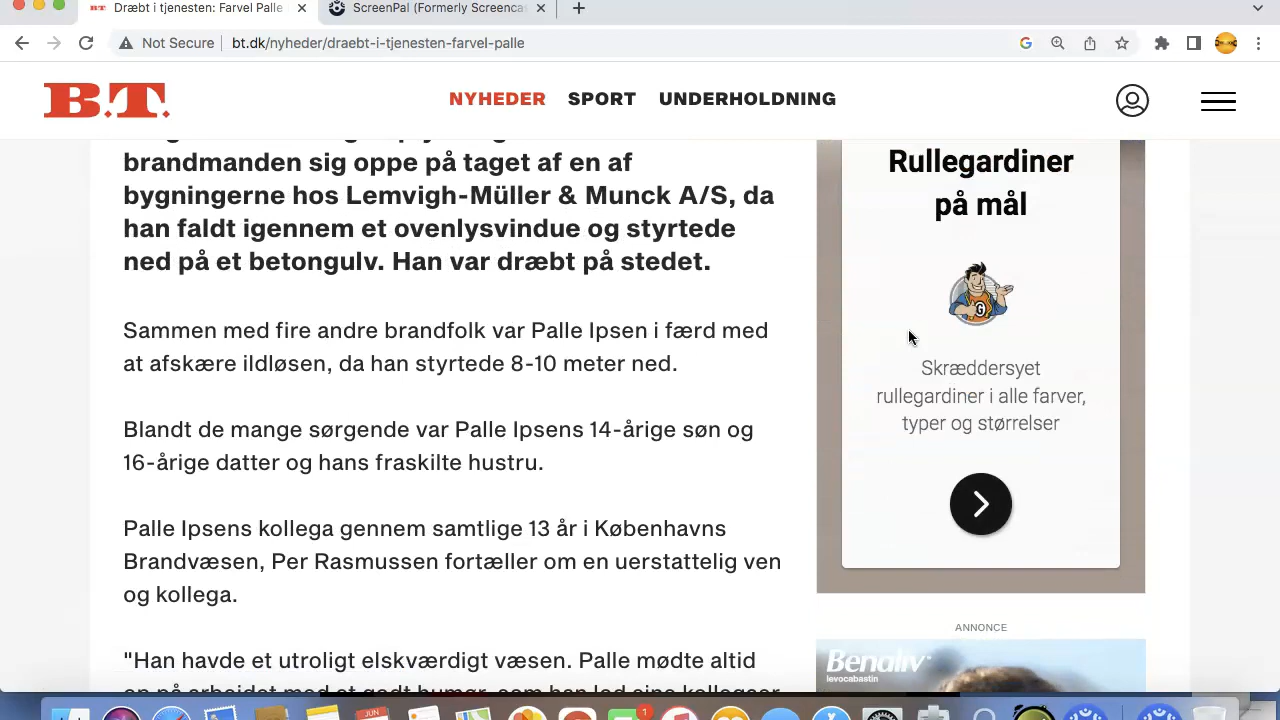 Dræbt i tjenesten: Farvel Palle
ScreenPal (Formerly Screencas
Not Secure
bt.dk/nyheder/draebt-i-tjenesten-farvel-palle
B.T.
NYHEDER SPORT UNDERHOLDNING
brandmanden sig oppe på taget af en af
bygningerne hos Lemvigh-Müller & Munck A/S, da
han faldt igennem et ovenlysvindue og styrtede
ned på et betongulv. Han var dræbt på stedet.
Sammen med fire andre brandfolk var Palle Ipsen i færd med
at afskære ildløsen, da han styrtede 8-10 meter ned.
Blandt de mange sørgende var Palle Ipsens 14-årige søn og
16-årige datter og hans fraskilte hustru.
Palle Ipsens kollega gennem samtlige 13 år i Københavns
Brandvæsen, Per Rasmussen fortæller om en uerstattelig ven
og kollega.
"Han havde et utroligt elskværdigt væsen. Palle mødte altid
Rullegardiner
på mål
G
Skræddersyet
rullegardiner i alle farver,
typer og størrelser
ANNONCE
Benaliv
levocabastin
JUN
1